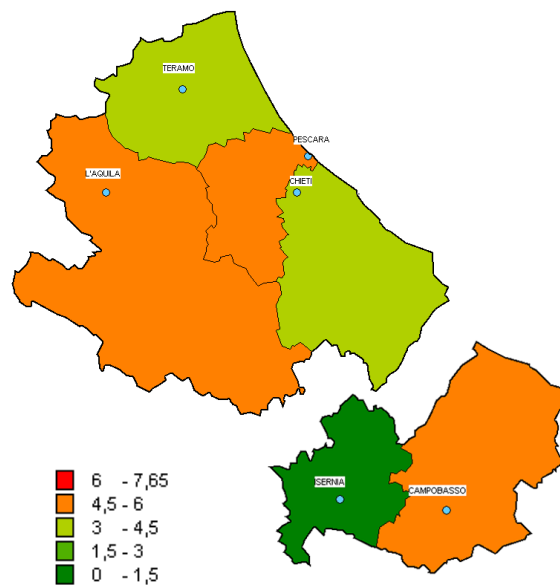 TERAMO
PESCARA
L'AQUILA
CHIETI
ISERNIA
CAMPOBASSO
6 - 7,65
4,5 - 6
3 - 4,5
1,5 - 3
0 - 1,5